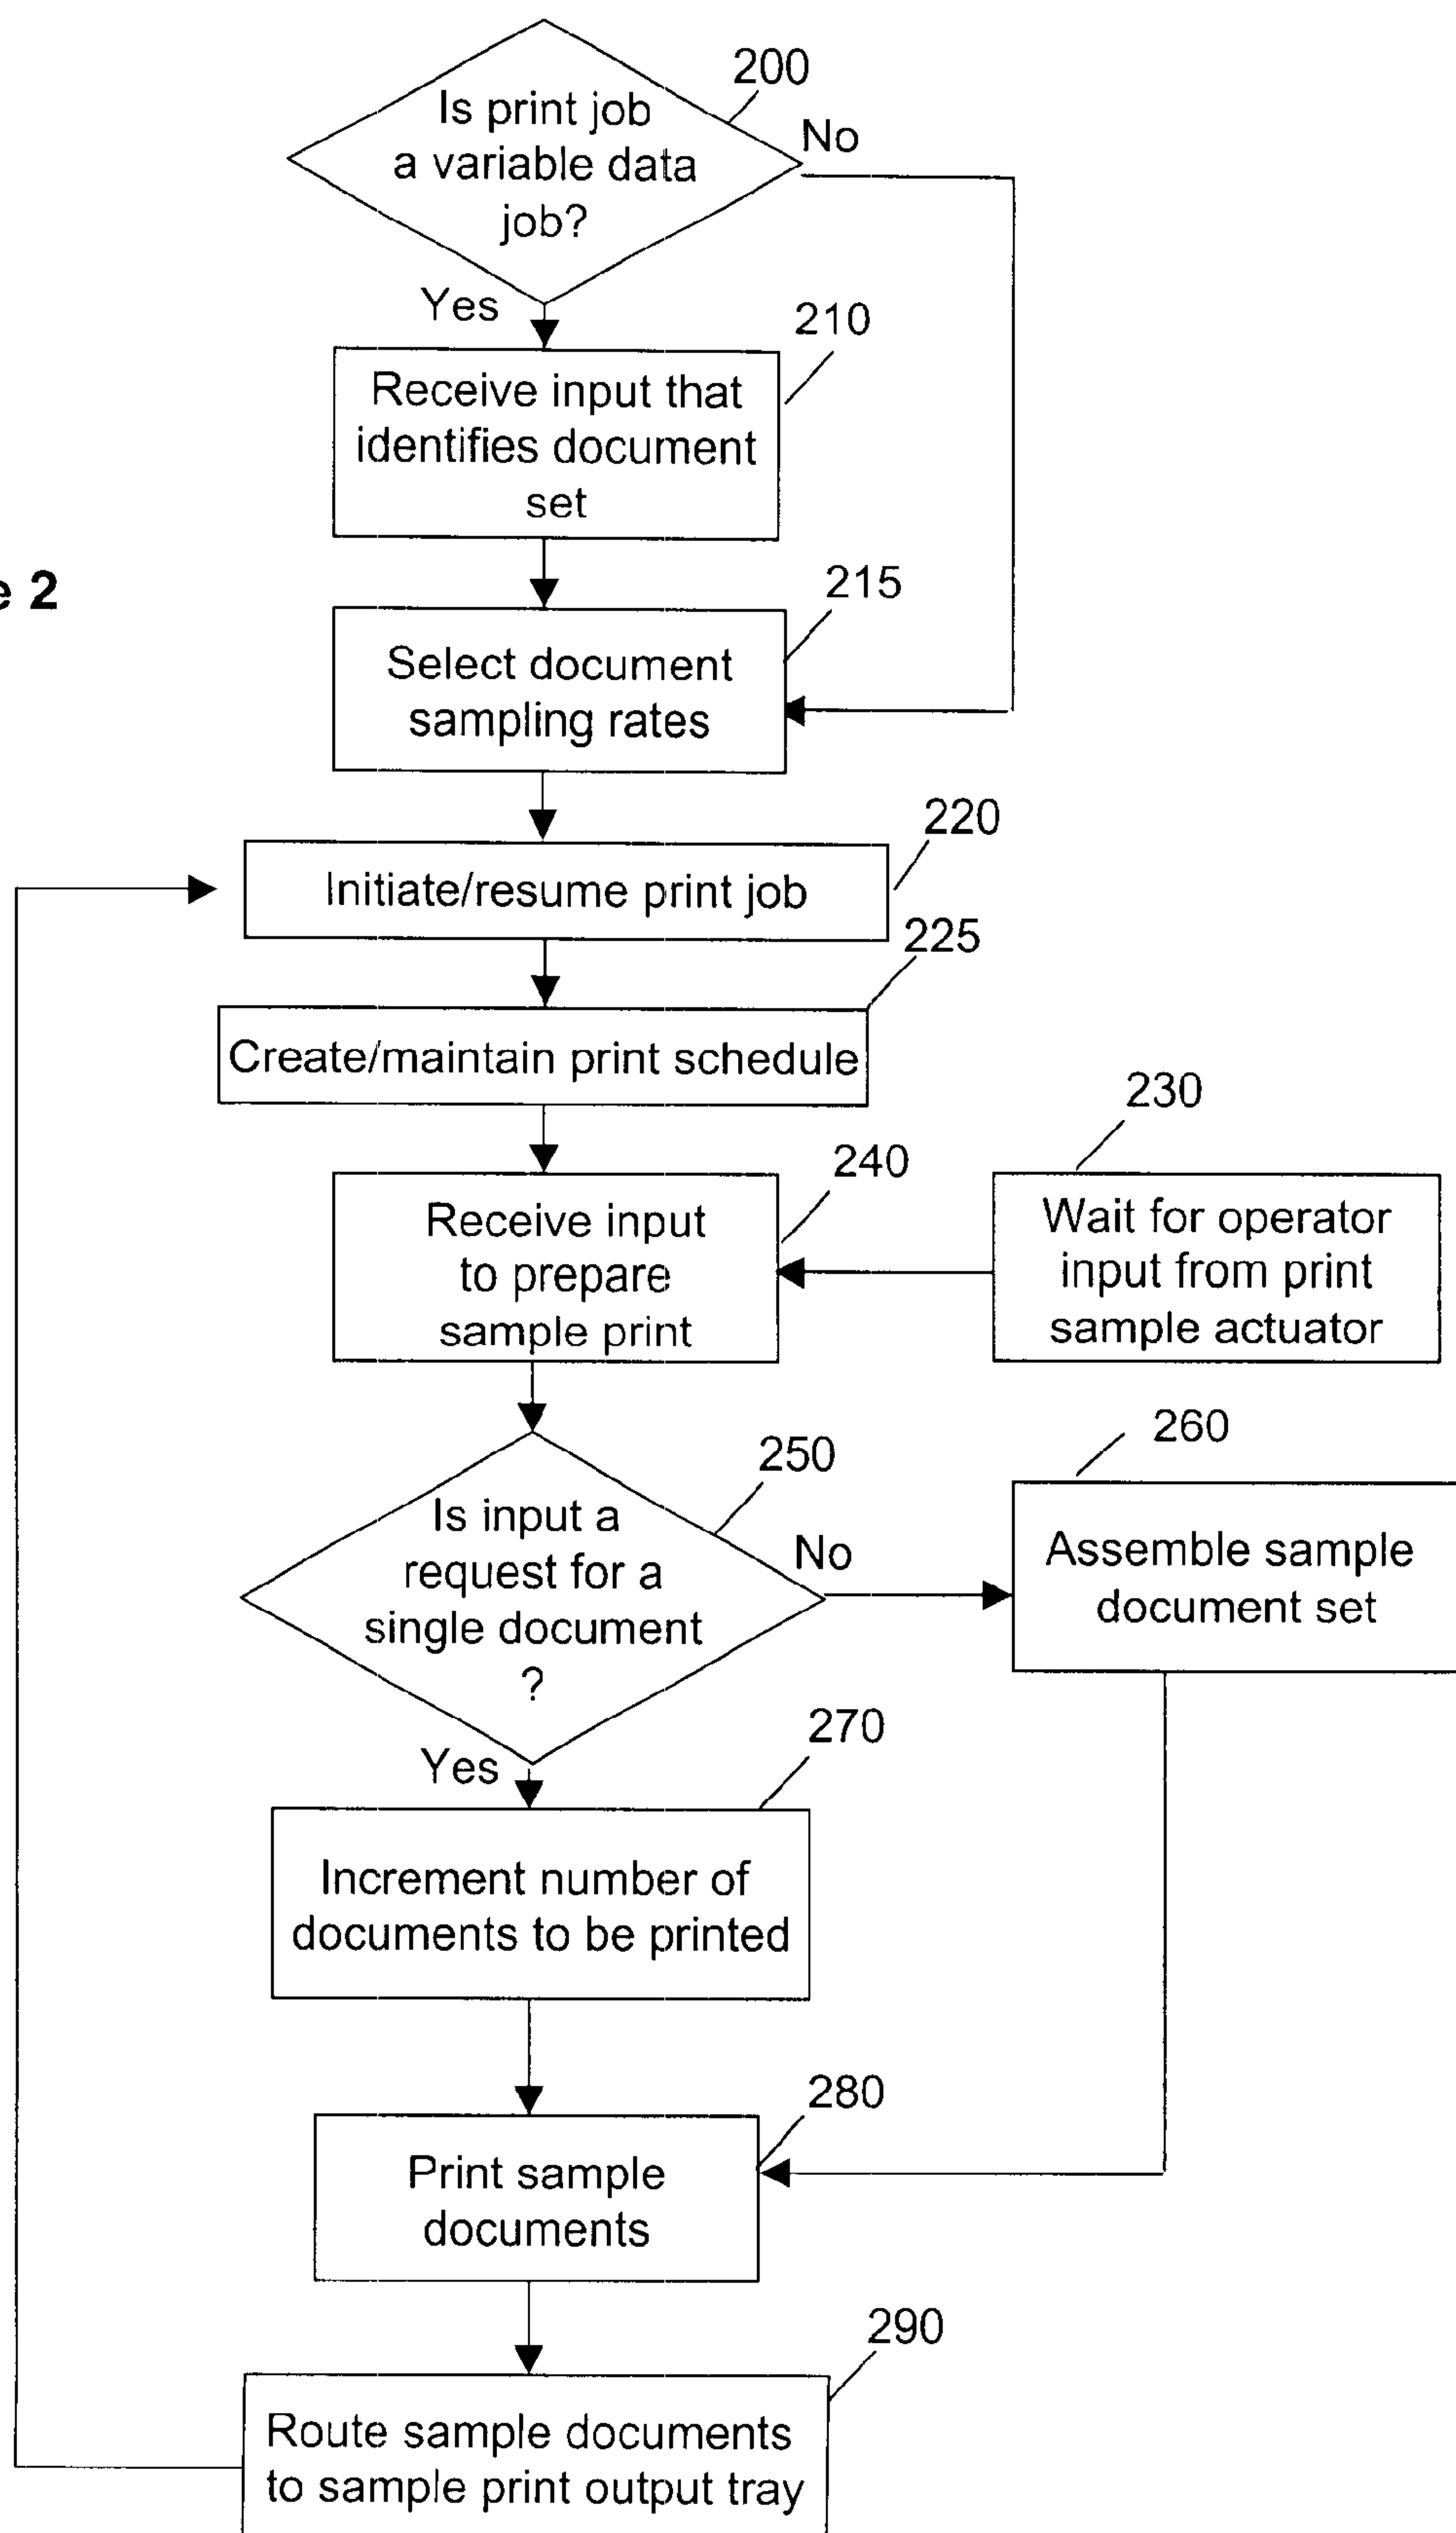 200
Is print job
a variable data
job?
No
Yes
210
Receive input that
identifies document
set
e 2
215
Select document
sampling rates
220
Initiate/resume print job
225
Create/maintain print schedule
230
Wait for operator
input from print
sample actuator
240
Receive input
to prepare
sample print
250
Is input a
request for a
single document
?
No
260
Assemble sample
document set
Yes
270
Increment number of
documents to be printed
280
Print sample
documents
290
Route sample documents
to sample print output tray